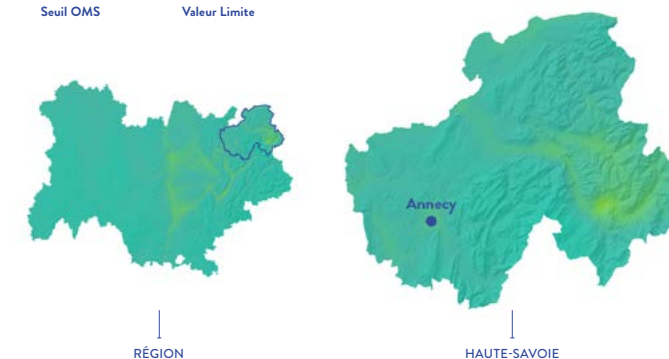 Seuil OMS
Valeur Limite
Annecy
RÉGION
HAUTE-SAVOIE